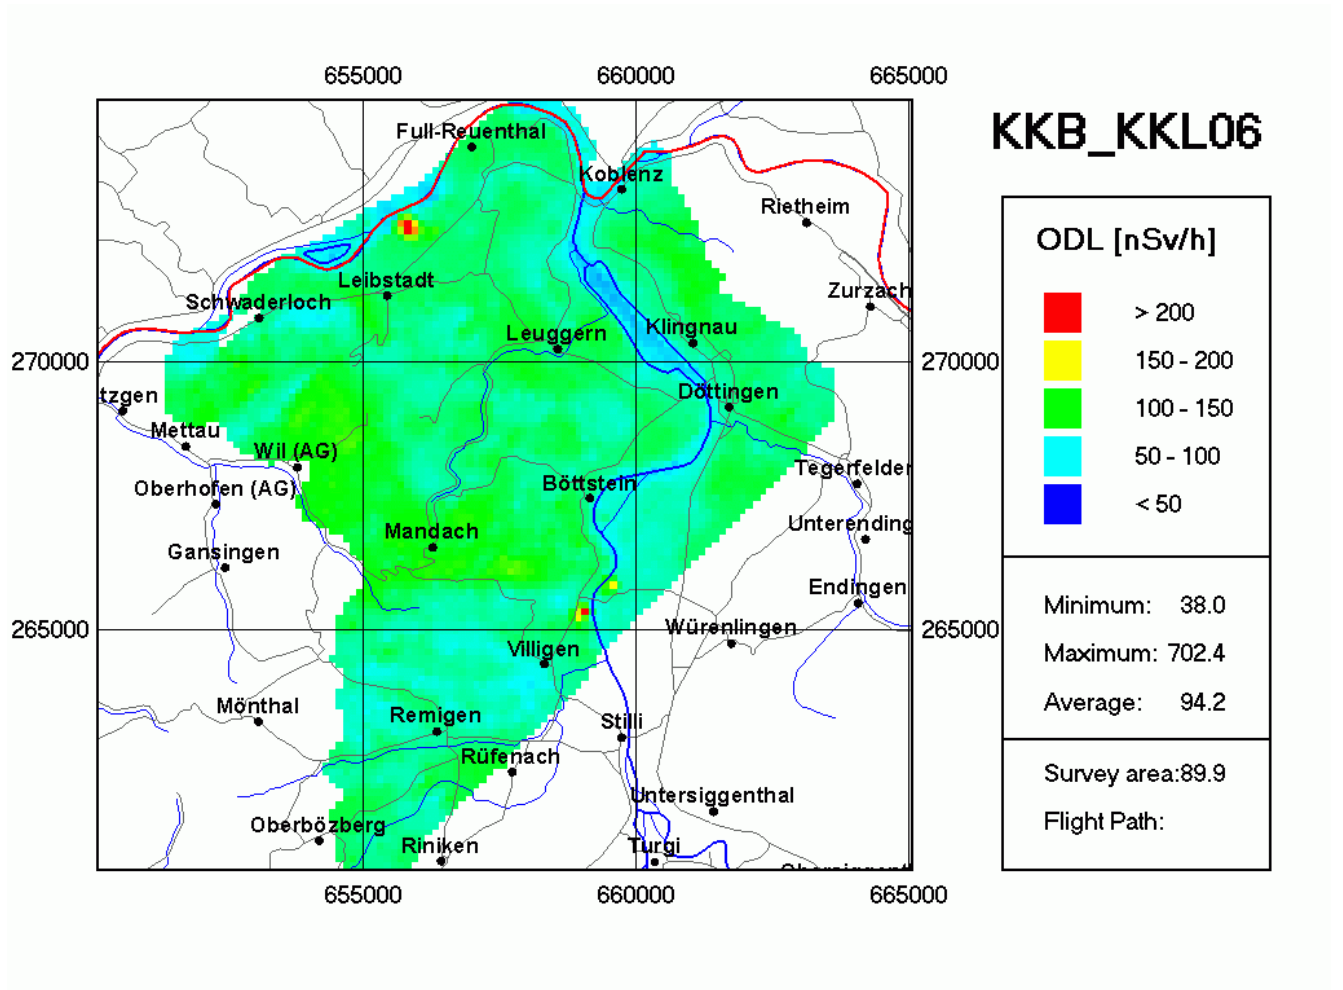 655000 660000 665000
KKB_KKL06
Full-Reuenthal
Koblenz
Rietheim
ODL [nSv/h]
Leibstadt
Zurzach
Schwaderloch
> 200
Leuggern
Klingnau
270000
270000
150 - 200
tzgen
Döttingen
100 - 150
Mettau
Wil (AG)
50 - 100
Tegerfelder
Oberhofen (AG)
Böttstein
< 50
Mandach
Unterending
Gansingen
Endingen
Minimum: 38.0
265000
Würenlingen
265000
Villigen
Maximum: 702.4
Mönthal
Remigen
Stilli
Average: 94.2
Rüfenach
Survey area:89.9
Untersiggenthal
Flight Path:
Oberbözberg
Riniken
Turgi
655000 660000 665000